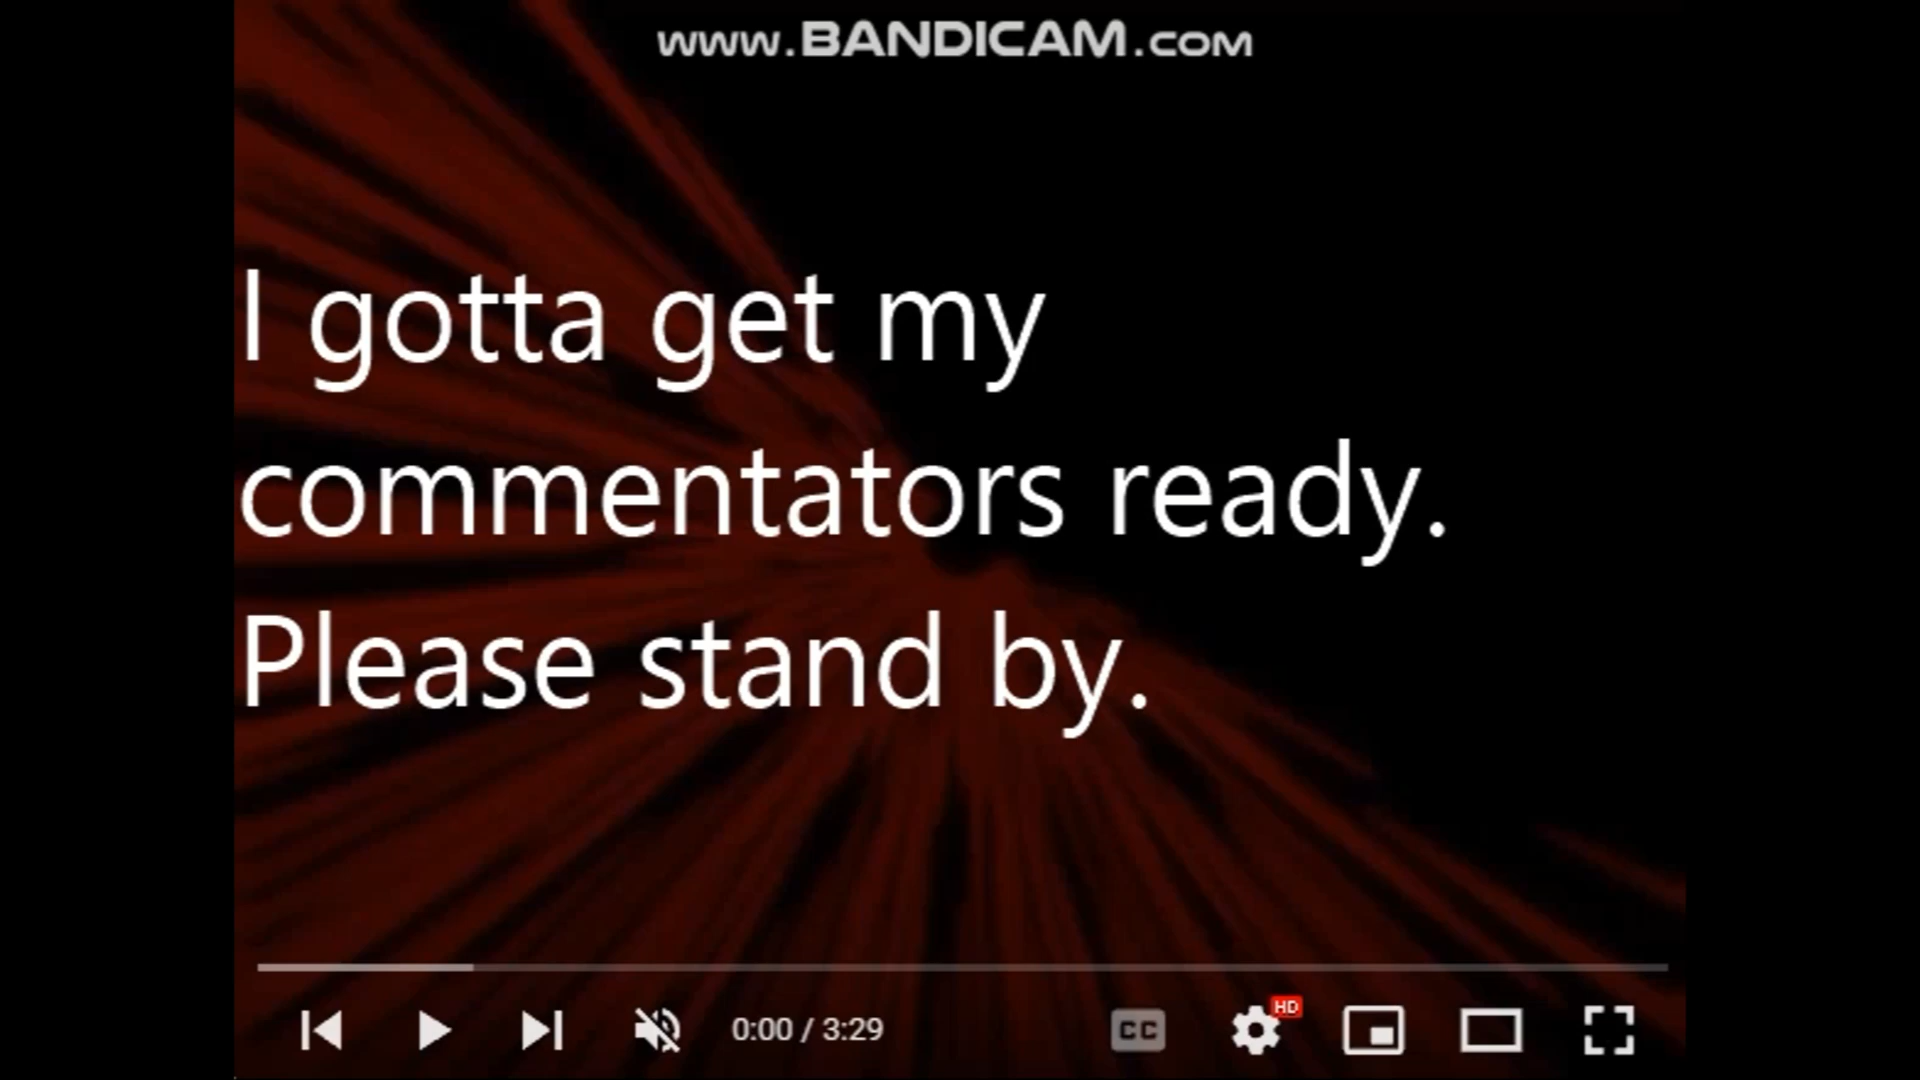 www.BANDICAM.com
I gotta get my
commentators ready.
Please stand by.
0:00 / 3:29
CC
HD